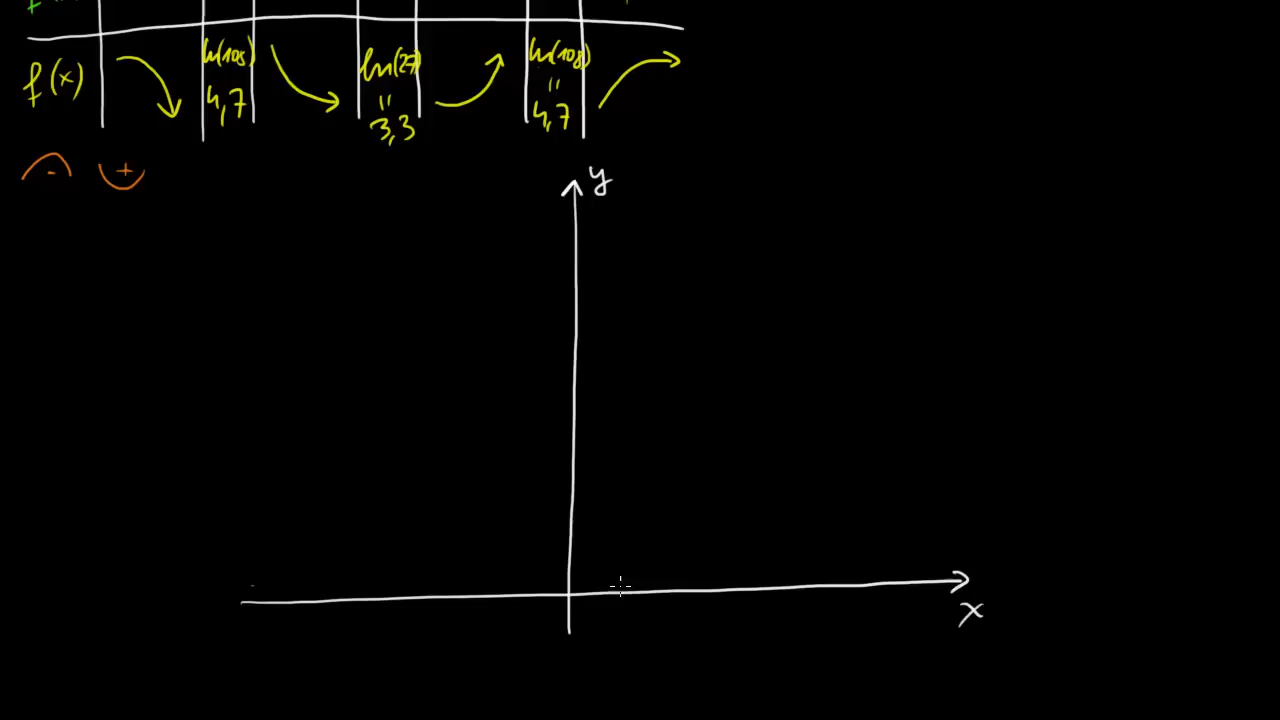 f(x) ln(108) ln(27) ln(108)
4,7 = =
3,3 4,7
- +
y
x